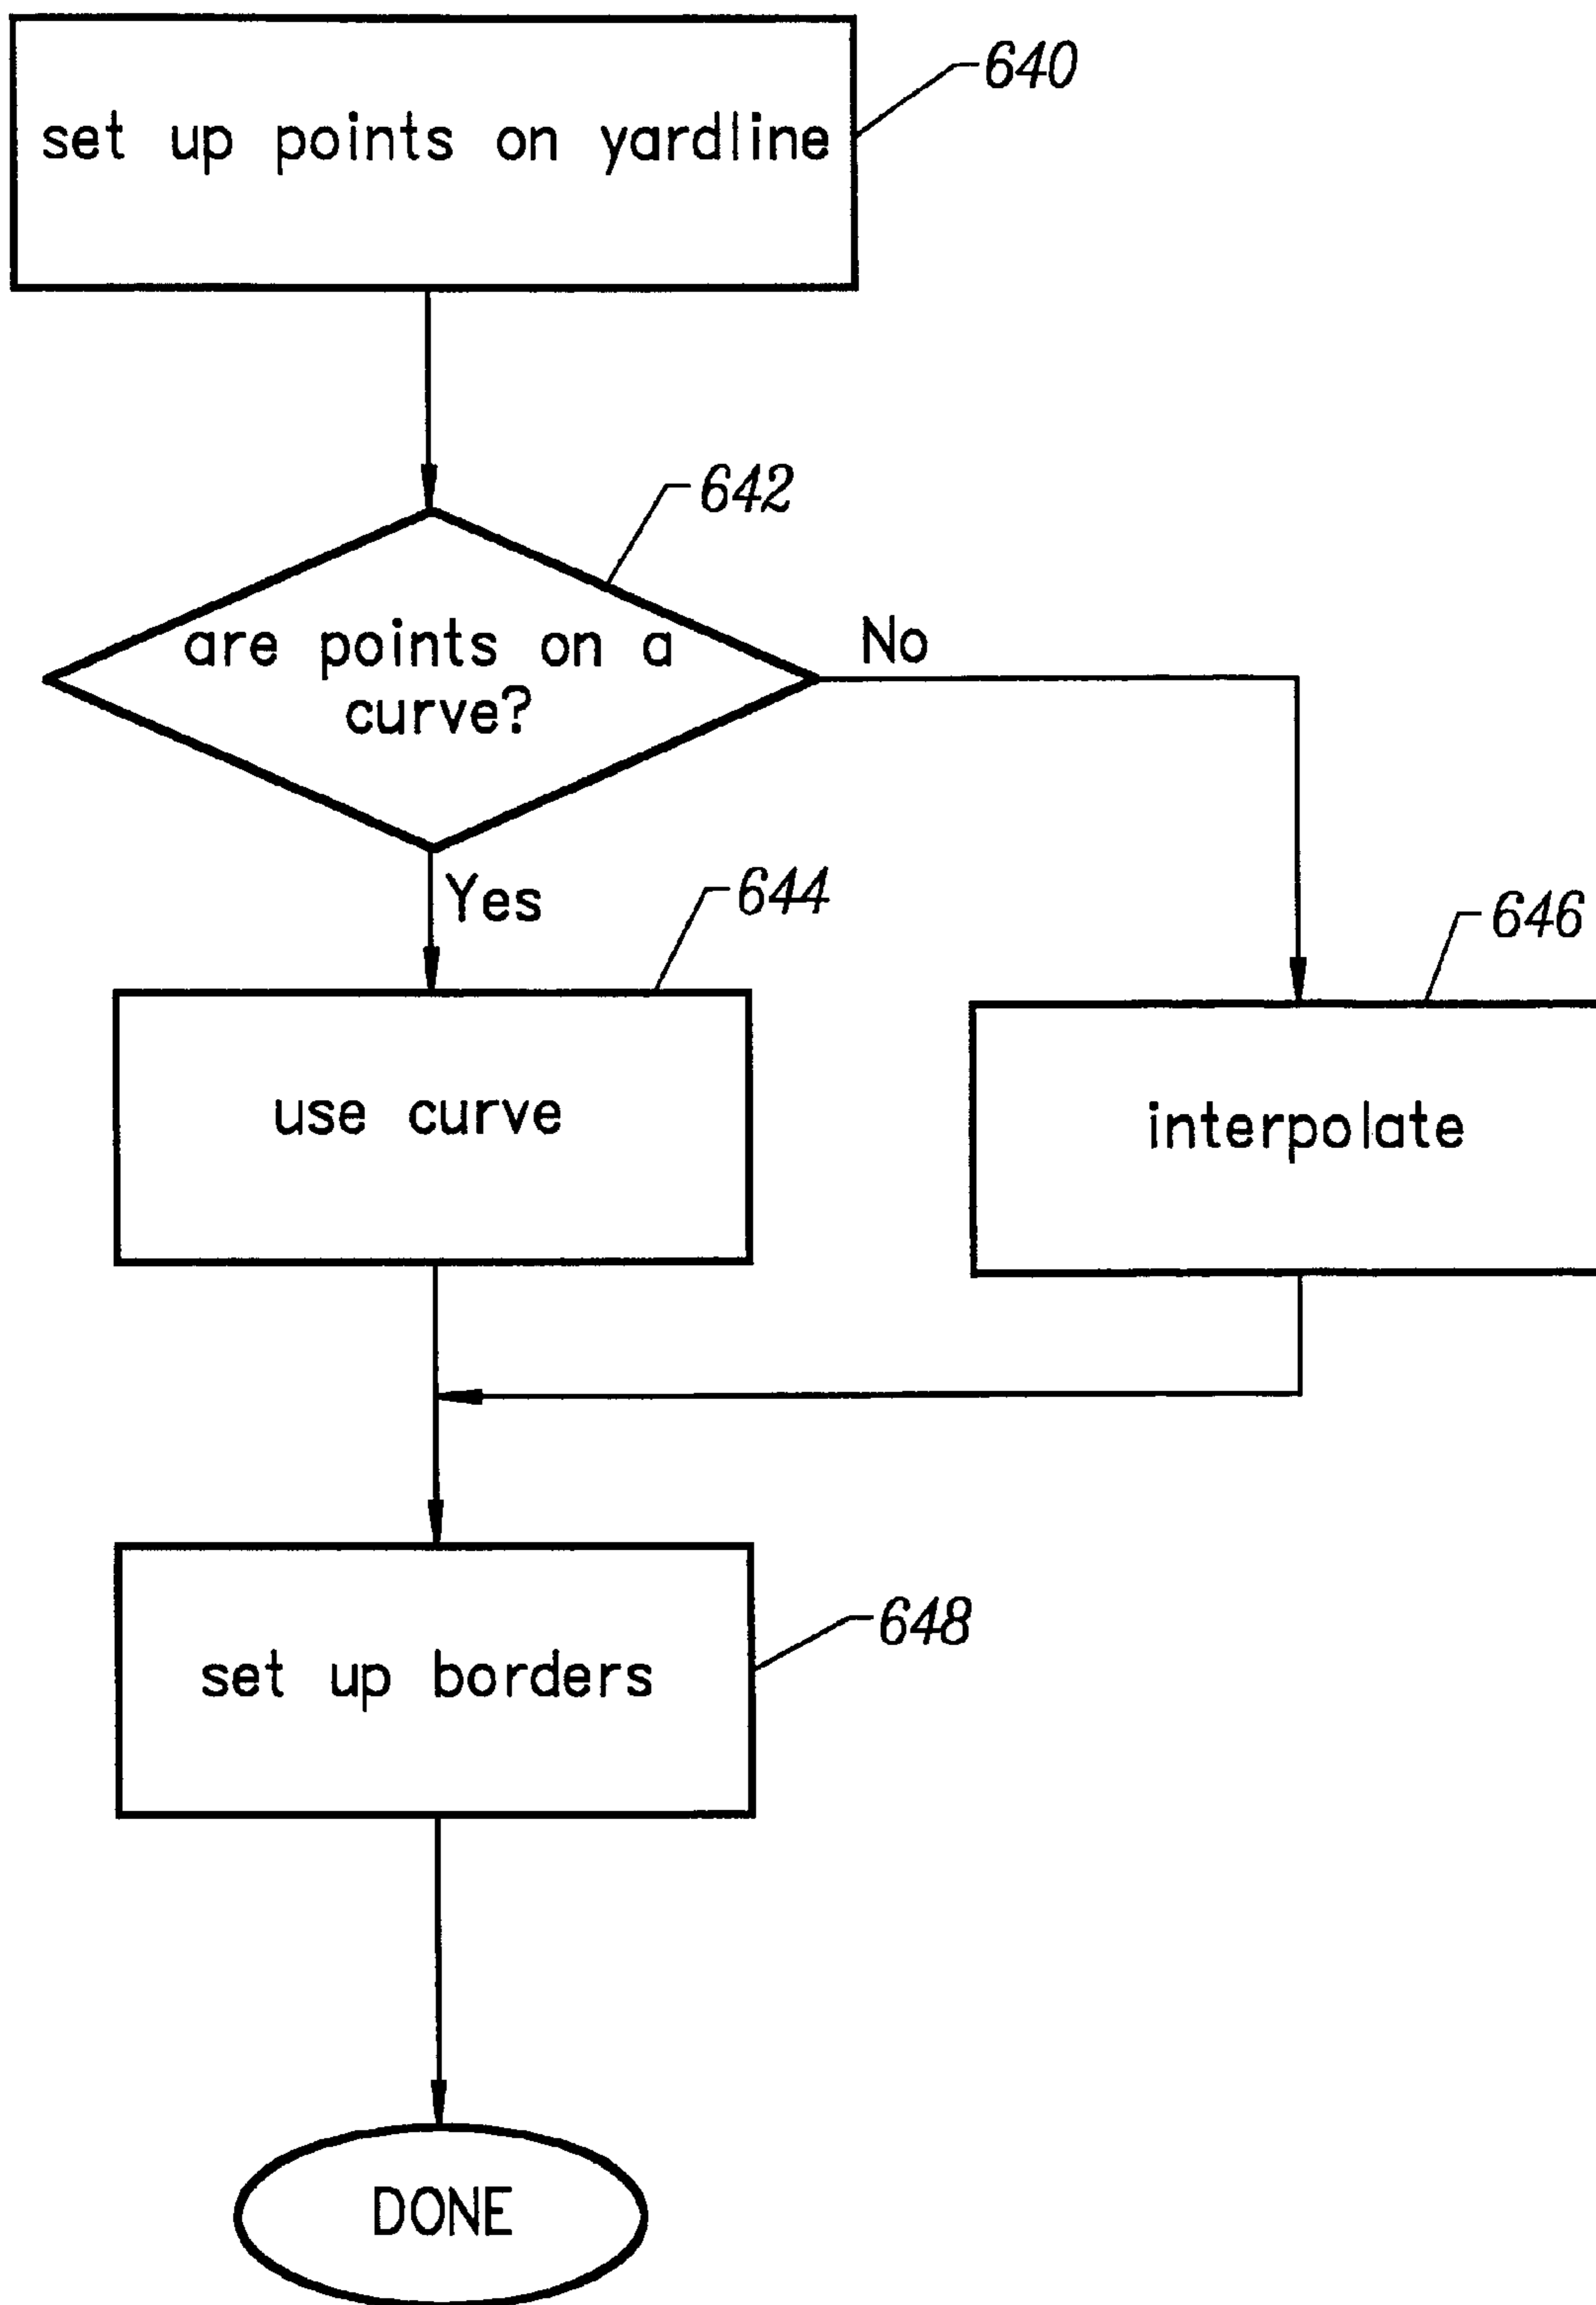 640
set up points on yardline
642
are points on a
curve?
No
Yes
644
646
use curve
interpolate
648
set up borders
DONE